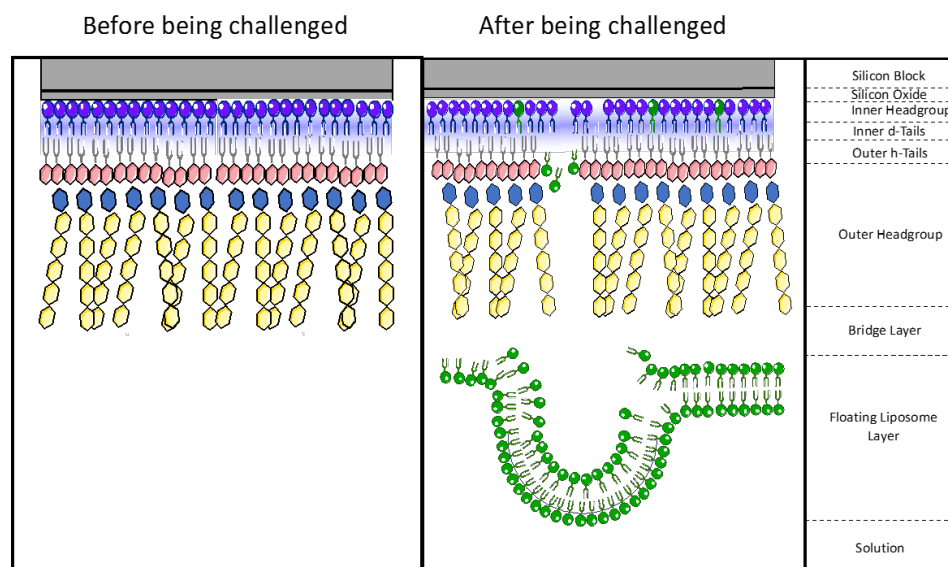 Before being challenged
After being challenged
Silicon Block
Silicon Oxide
Inner Headgroup
Inner d-Tails
Outer h-Tails
Outer Headgroup
Bridge Layer
Floating Liposome
Layer
Solution